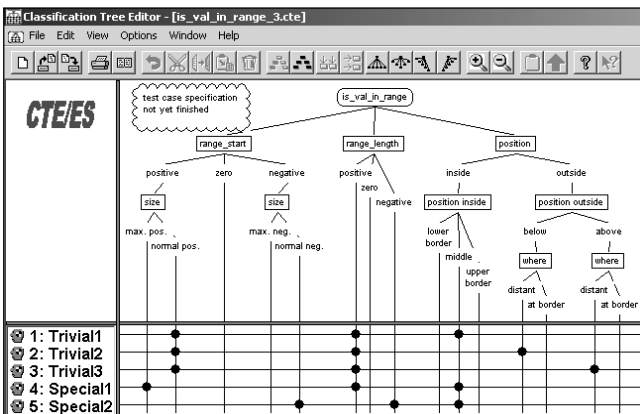 Classification Tree Editor - [is_val_in_range_3.cte]
File Edit View Options Window Help
CTE/ES
test case specification
not yet finished
is_val_in_range
range_start range_length position
positive zero negative positive zero negative inside outside
size size position inside position outside
max. pos. normal pos. max. neg. normal neg. lower border middle upper border below above
where where
distant at border distant at border
1: Trivial1
2: Trivial2
3: Trivial3
4: Special1
5: Special2